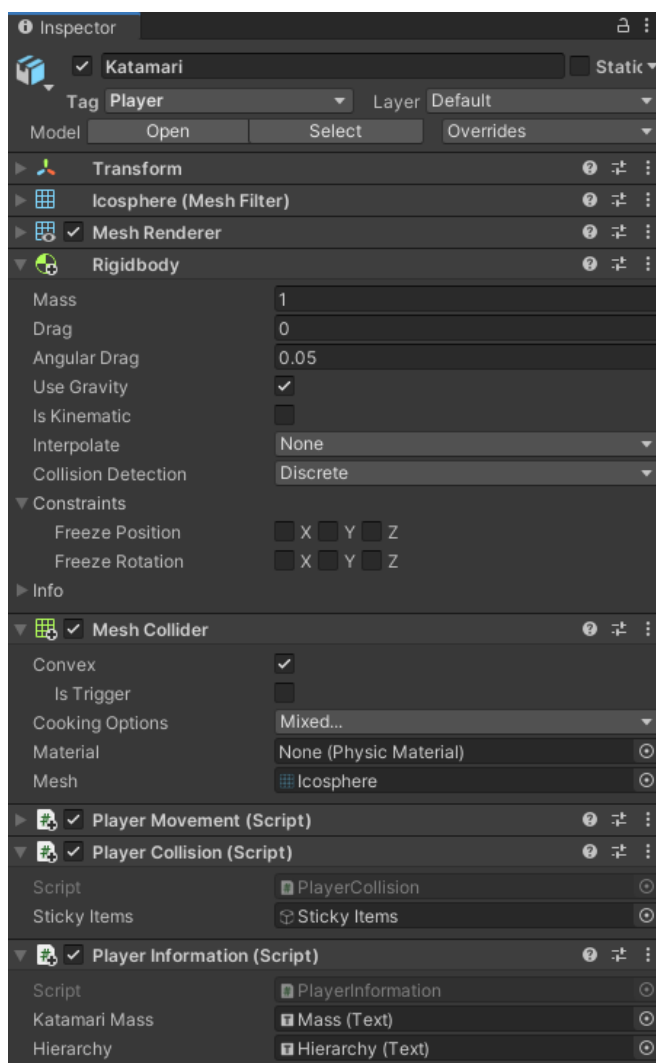 Inspector
Katamari Static
Tag Player Layer Default
Model Open Select Overrides
Transform
Icosphere (Mesh Filter)
Mesh Renderer
Rigidbody
Mass 1
Drag 0
Angular Drag 0.05
Use Gravity
Is Kinematic
Interpolate None
Collision Detection Discrete
Constraints
Freeze Position X Y Z
Freeze Rotation X Y Z
Info
Mesh Collider
Convex
Is Trigger
Cooking Options Mixed...
Material None (Physic Material)
Mesh Icosphere
Player Movement (Script)
Player Collision (Script)
Script PlayerCollision
Sticky Items Sticky Items
Player Information (Script)
Script PlayerInformation
Katamari Mass Mass (Text)
Hierarchy Hierarchy (Text)